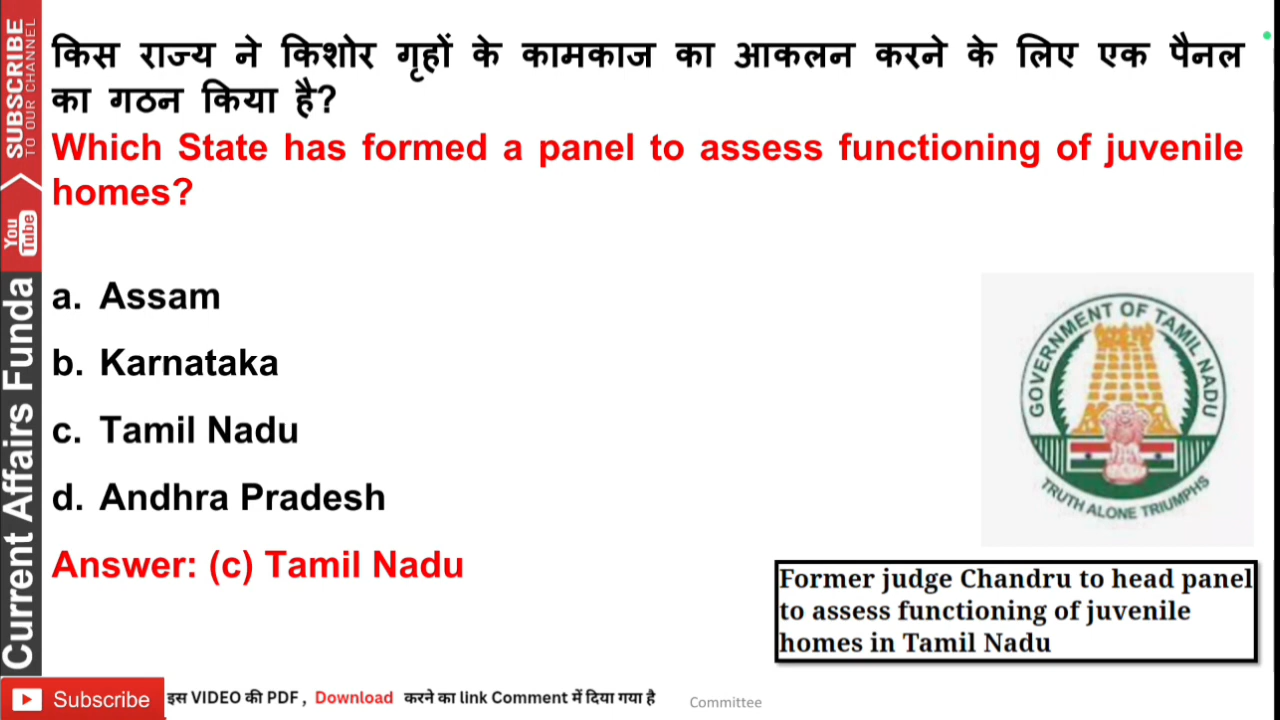 किस राज्य ने किशोर गृहों के कामकाज का आकलन करने के लिए एक पैनल
का गठन किया है?
Which State has formed a panel to assess functioning of juvenile
homes?
a. Assam
b. Karnataka
c. Tamil Nadu
d. Andhra Pradesh
Answer: (c) Tamil Nadu
GOVERNMENT OF TAMIL NADU
TRUTH ALONE TRIUMPHS
Former judge Chandru to head panel
to assess functioning of juvenile
homes in Tamil Nadu
SUBSCRIBE
TO OUR CHANNEL
You
Tube
Current Affairs Funda
Subscribe
इस VIDEO की PDF , Download करने का link Comment में दिया गया है
Committee